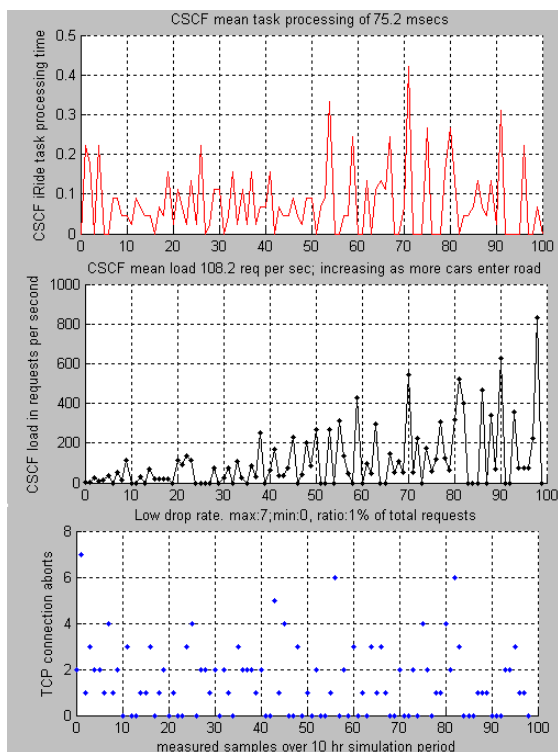 CSCF mean task processing of 75.2 msecs
CSCF iRide task processing time
0.5
0.4
0.3
0.2
0.1
0
0 10 20 30 40 50 60 70 80 90 100
CSCF mean load 108.2 req per sec; increasing as more cars enter road
CSCF load in requests per second
1000
800
600
400
200
0
0 10 20 30 40 50 60 70 80 90 100
Low drop rate. max:7;min:0, ratio:1% of total requests
TCP connection aborts
8
6
4
2
0
0 10 20 30 40 50 60 70 80 90 100
measured samples over 10 hr simulation period